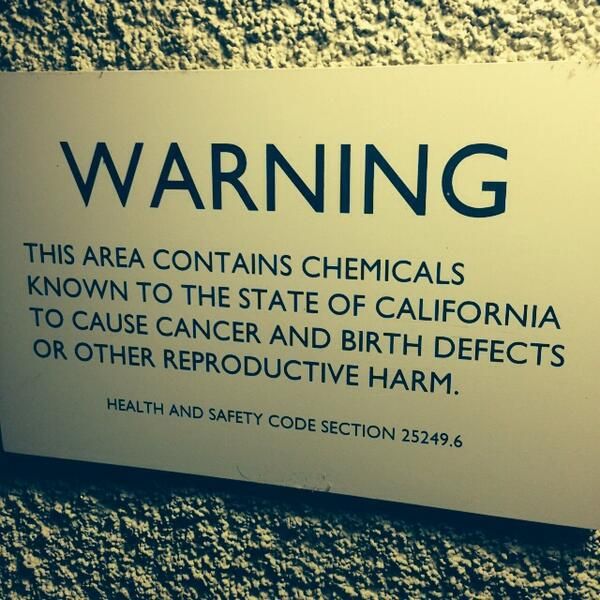 WARNING
THIS AREA CONTAINS CHEMICALS
KNOWN TO THE STATE OF CALIFORNIA
TO CAUSE CANCER AND BIRTH DEFECTS
OR OTHER REPRODUCTIVE HARM.
HEALTH AND SAFETY CODE SECTION 25249.6